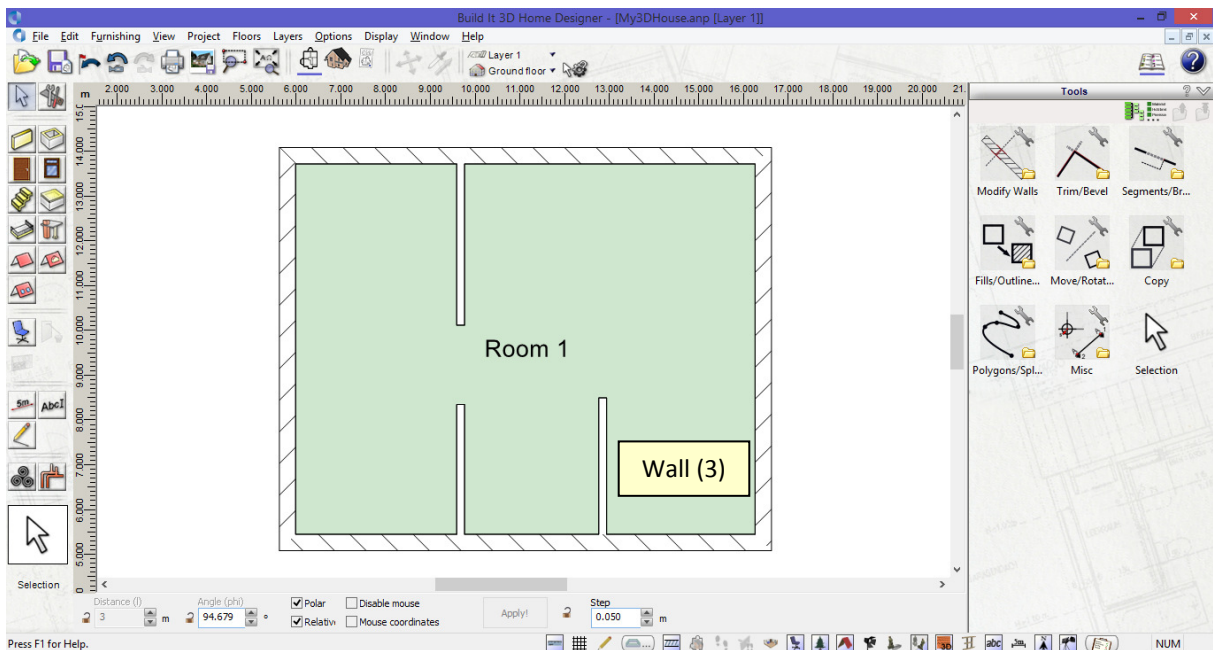 Build It 3D Home Designer - [My3DHouse.anp [Layer 1]]
File Edit Furnishing View Project Floors Layers Options Display Window Help
Layer 1
Ground floor
m 2.000 3.000 4.000 5.000 6.000 7.000 8.000 9.000 10.000 11.000 12.000 13.000 14.000 15.000 16.000 17.000 18.000 19.000 20.000 21.
Tools
14.000
13.000
12.000
11.000
10.000
9.000
8.000
7.000
6.000
5.000
Modify Walls Trim/Bevel Segments/Br...
Fills/Outline... Move/Rotat... Copy
Polygons/Spl... Misc Selection
Room 1
Wall (3)
5m AbcI
Selection
Distance (l) Angle (phi) Polar Disable mouse Step
3 m 94.679 ° Relativ Mouse coordinates Apply! 0.050 m
Press F1 for Help.
3D abc 5m NUM